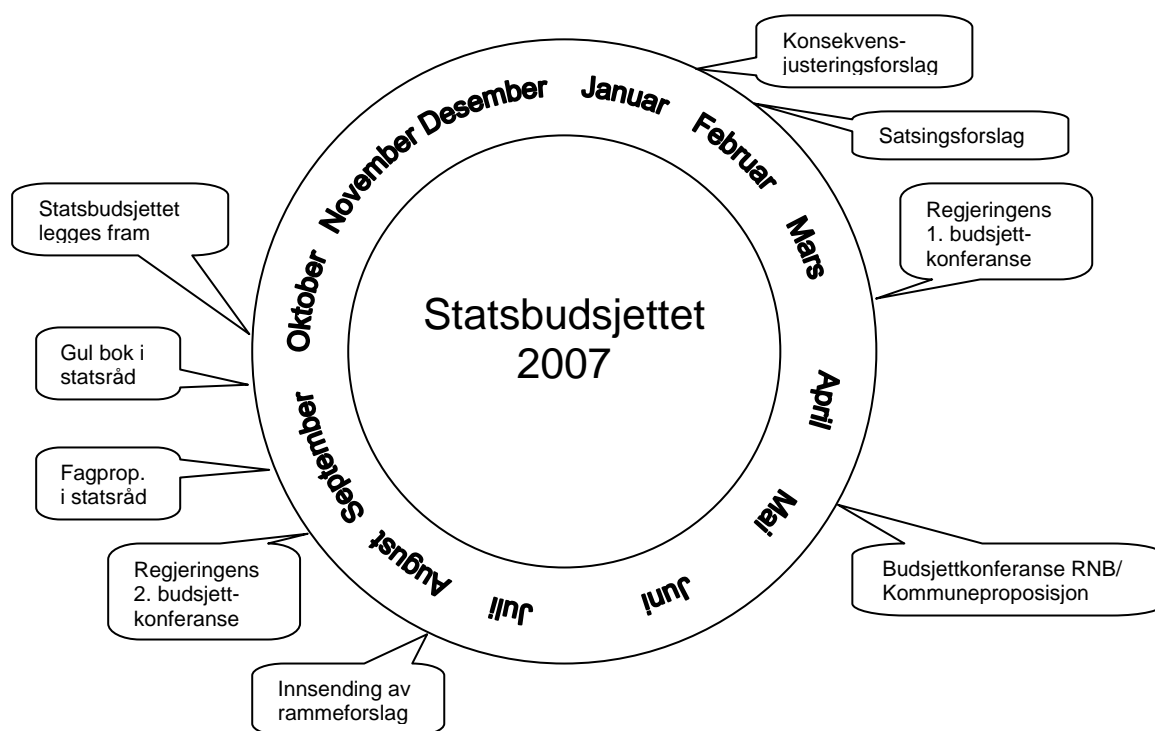 Konsekvens-
justeringsforslag
Satsingsforslag
Regjeringens
1. budsjett-
konferanse
Budsjettkonferanse RNB/
Kommuneproposisjon
Innsending av
rammeforslag
Regjeringens
2. budsjett-
konferanse
Fagprop.
i statsråd
Gul bok i
statsråd
Statsbudsjettet
legges fram
Januar
Februar
Mars
April
Mai
Juni
Juli
August
September
Oktober
November
Desember
Statsbudsjettet
2007